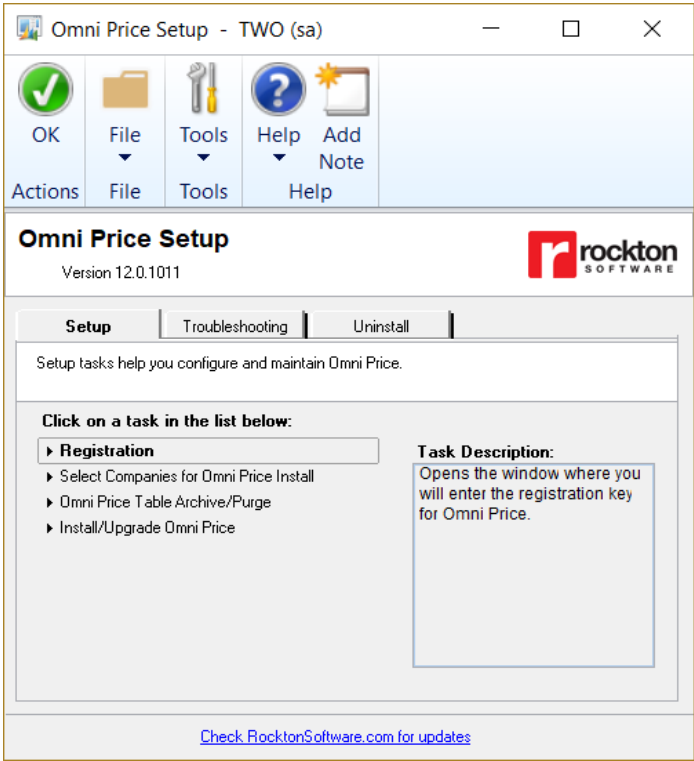 Omni Price Setup - TWO (sa)
OK
File
Tools
Help
Add Note
Actions
File
Tools
Help
Omni Price Setup
Version 12.0.1011
rockton
SOFTWARE
Setup
Troubleshooting
Uninstall
Setup tasks help you configure and maintain Omni Price.
Click on a task in the list below:
Registration
Select Companies for Omni Price Install
Omni Price Table Archive/Purge
Install/Upgrade Omni Price
Task Description:
Opens the window where you
will enter the registration key
for Omni Price.
Check RocktonSoftware.com for updates